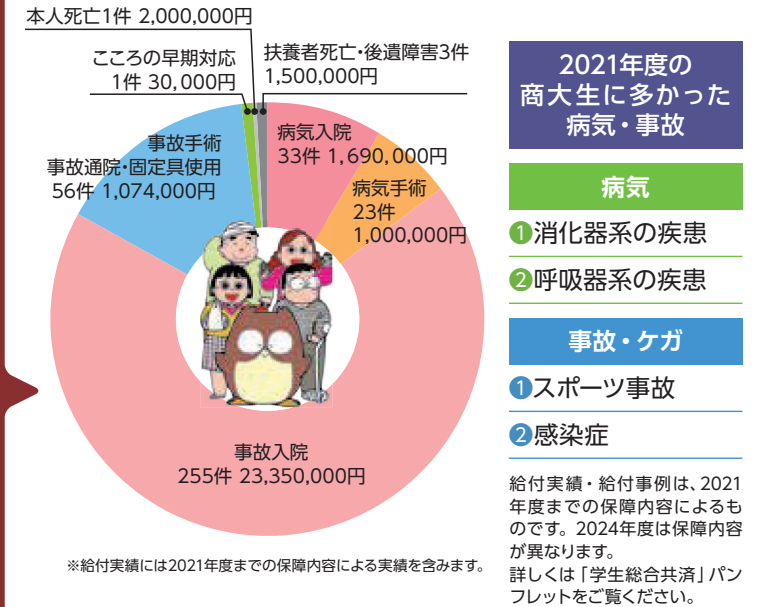 本人死亡1件 2,000,000円
こころの早期対応
1件 30,000円
扶養者死亡・後遺障害3件
1,500,000円
病気入院
33件 1,690,000円
病気手術
23件
1,000,000円
事故手術
事故通院・固定具使用
56件 1,074,000円
事故入院
255件 23,350,000円
※給付実績には2021年度までの保障内容による実績を含みます。
2021年度の
商大生に多かった
病気・事故
病気
❶消化器系の疾患
❷呼吸器系の疾患
事故・ケガ
❶スポーツ事故
❷感染症
給付実績・給付事例は、2021
年度までの保障内容によるも
のです。2024年度は保障内容
が異なります。
詳しくは「学生総合共済」パン
フレットをご覧ください。